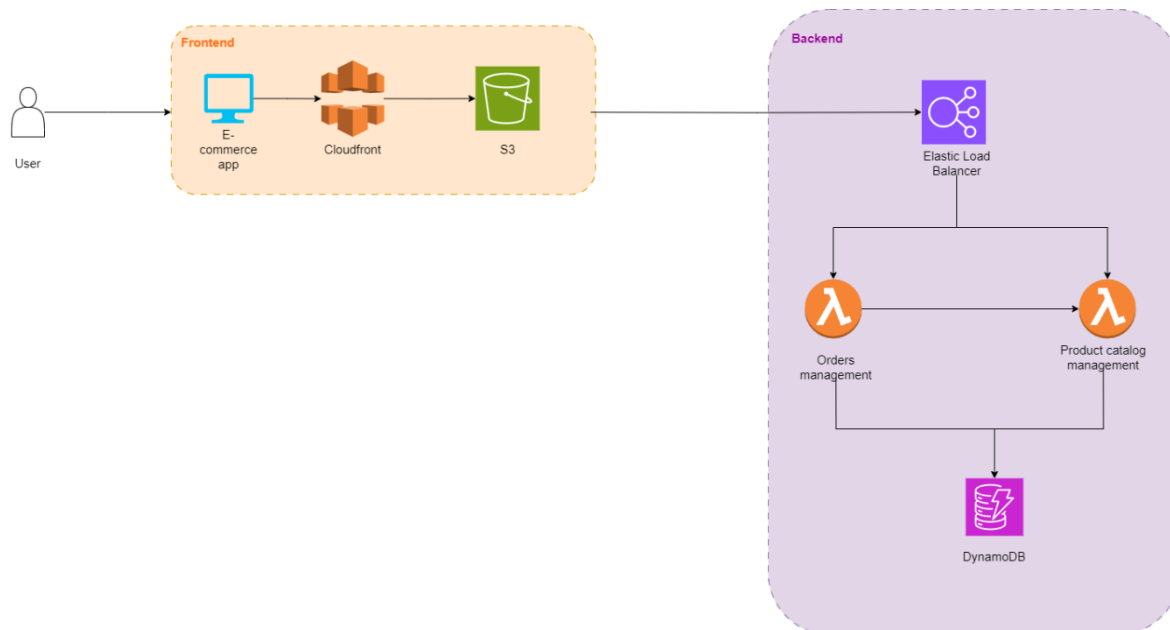 Frontend
Backend
E-
commerce
app
Cloudfront
S3
User
Elastic Load
Balancer
Orders
management
Product catalog
management
DynamoDB